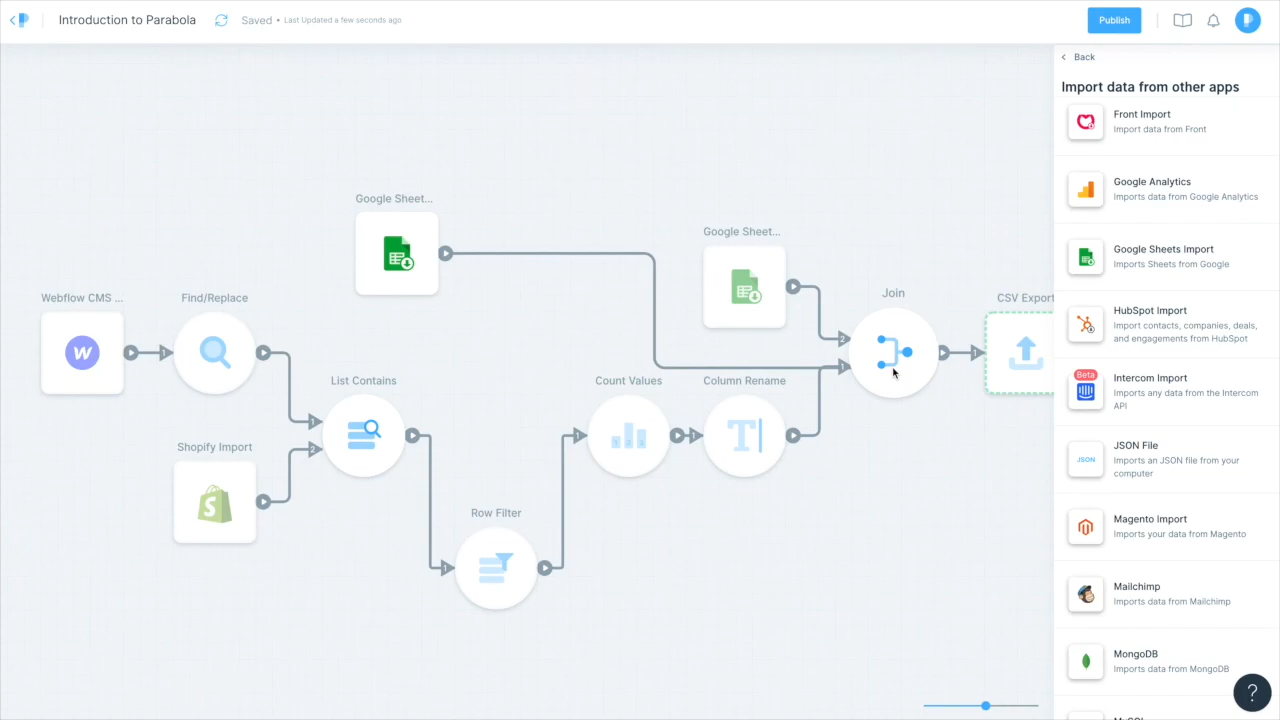 Introduction to Parabola
Saved • Last Updated a few seconds ago
Publish
Back
Import data from other apps
Front Import
Import data from Front
Google Analytics
Imports data from Google Analytics
Google Sheets Import
Imports Sheets from Google
HubSpot Import
Import contacts, companies, deals,
and engagements from HubSpot
Beta
Intercom Import
Imports any data from the Intercom
API
JSON
JSON File
Imports an JSON file from your
computer
Magento Import
Imports your data from Magento
Mailchimp
Imports data from Mailchimp
MongoDB
Imports data from MongoDB
?
Google Sheet...
Google Sheet...
Webflow CMS ...
Find/Replace
Join
CSV Export
List Contains
Count Values
Column Rename
Shopify Import
Row Filter
1
1
2
1
1
1
1 2 3
2
1
1